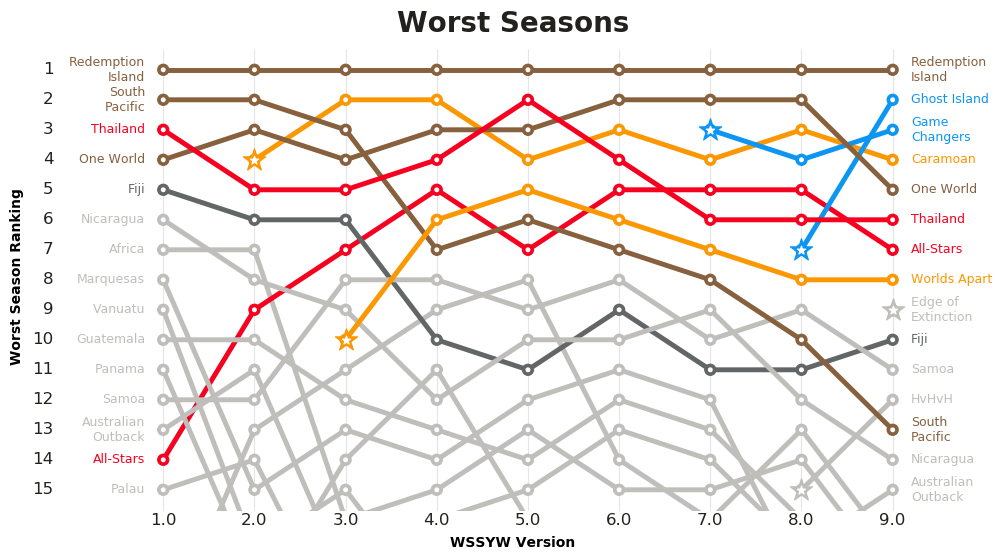 Worst Seasons
1
2
3
4
5
6
7
8
9
10
11
12
13
14
15
Worst Season Ranking
Redemption
Island
South
Pacific
Thailand
One World
Fiji
Nicaragua
Africa
Marquesas
Vanuatu
Guatemala
Panama
Samoa
Australian
Outback
All-Stars
Palau
Redemption
Island
Ghost Island
Game
Changers
Caramoan
One World
Thailand
All-Stars
Worlds Apart
Edge of
Extinction
Fiji
Samoa
HvHvH
South
Pacific
Nicaragua
Australian
Outback
1.0 2.0 3.0 4.0 5.0 6.0 7.0 8.0 9.0
WSSYW Version